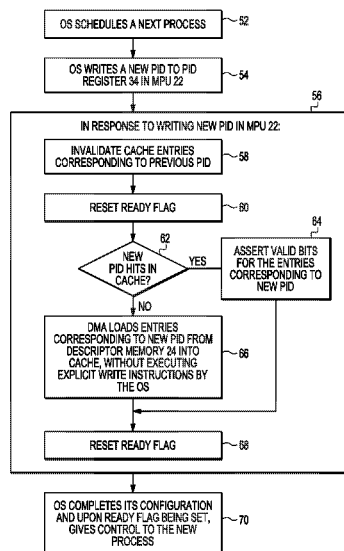 OS SCHEDULES A NEXT PROCESS
52
OS WRITES A NEW PID TO PID
REGISTER 34 IN MPU 22
54
56
IN RESPONSE TO WRITING NEW PID IN MPU 22:
INVALIDATE CACHE ENTRIES
CORRESPONDING TO PREVIOUS PID
58
RESET READY FLAG
60
62
NEW
PID HITS IN
CACHE?
YES
NO
64
ASSERT VALID BITS
FOR THE ENTRIES
CORRESPONDING TO
NEW PID
DMA LOADS ENTRIES
CORRESPONDING TO NEW PID FROM
DESCRIPTOR MEMORY 24 INTO
CACHE, WITHOUT EXECUTING
EXPLICIT WRITE INSTRUCTIONS BY
THE OS
66
RESET READY FLAG
68
OS COMPLETES ITS CONFIGURATION
AND UPON READY FLAG BEING SET,
GIVES CONTROL TO THE NEW
PROCESS
70